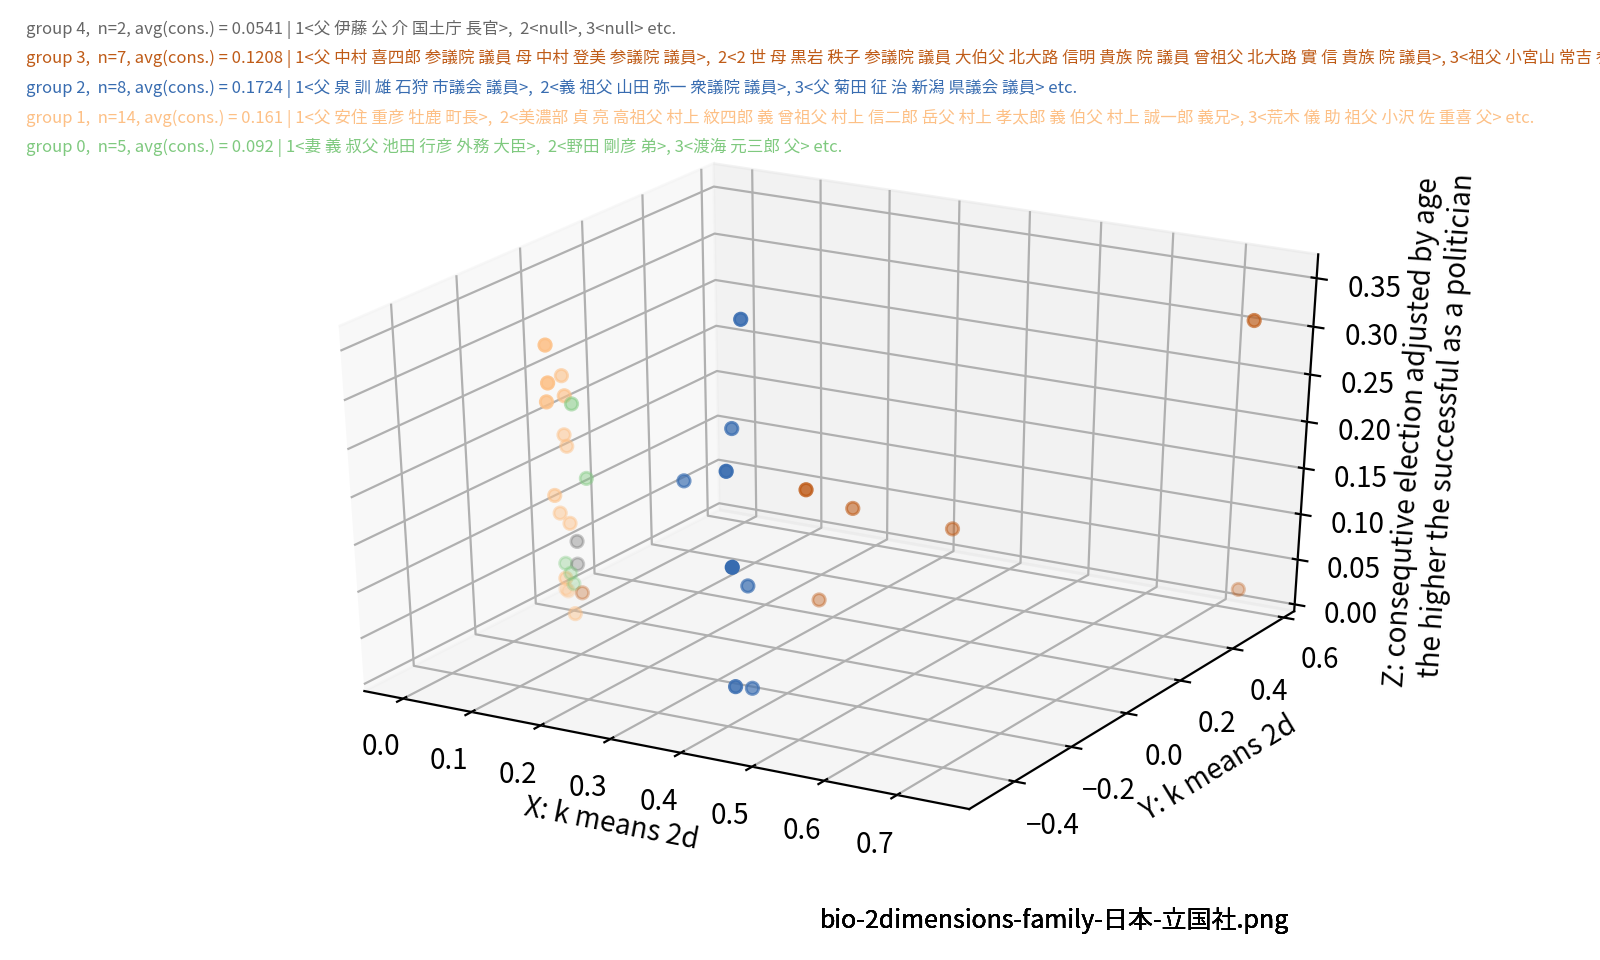 group 4,  n=2, avg(cons.) = 0.0541 | 1<父 伊藤 公 介 国土庁 長官>,  2<null>, 3<null> etc.
group 3,  n=7, avg(cons.) = 0.1208 | 1<父 中村 喜四郎 参議院 議員 母 中村 登美 参議院 議員>,  2<2 世 母 黒岩 秩子 参議院 議員 大伯父 北大路 信明 貴族 院 議員 曾祖父 北大路 實 信 貴族 院 議員>, 3<祖父 小宮山 常吉
group 2,  n=8, avg(cons.) = 0.1724 | 1<父 泉 訓 雄 石狩 市議会 議員>,  2<義 祖父 山田 弥一 衆議院 議員>, 3<父 菊田 征 治 新潟 県議会 議員> etc.
group 1,  n=14, avg(cons.) = 0.161 | 1<父 安住 重彦 牡鹿 町長>,  2<美濃部 貞 亮 高祖父 村上 紋四郎 義 曾祖父 村上 信二郎 岳父 村上 孝太郎 義 伯父 村上 誠一郎 義兄>, 3<荒木 儀 助 祖父 小沢 佐 重喜 父> etc.
group 0,  n=5, avg(cons.) = 0.092 | 1<妻 義 叔父 池田 行彦 外務 大臣>,  2<野田 剛彦 弟>, 3<渡海 元三郎 父> etc.
Z: consequtive election adjusted by age
the higher the successful as a politician
0.35
0.30
0.25
0.20
0.15
0.10
0.05
0.00
0.6
0.4
0.2
0.0
−0.2
−0.4
Y: k means 2d
0.0
0.1
0.2
0.3
0.4
0.5
0.6
0.7
X: k means 2d
bio-2dimensions-family-日本-立国社.png